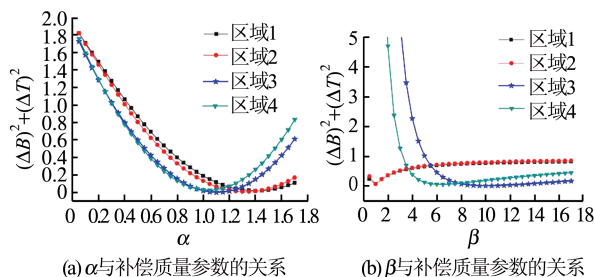 2.0
1.8
1.6
1.4
1.2
1.0
0.8
0.6
0.4
0.2
0
(ΔB)²+(ΔT)²
区域1
区域2
区域3
区域4
0.2 0.4 0.6 0.8 1.0 1.2 1.4 1.6 1.8
α
(a) α与补偿质量参数的关系
5
4
3
2
1
0
(ΔB)²+(ΔT)²
区域1
区域2
区域3
区域4
0 2 4 6 8 10 12 14 16 18
β
(b) β与补偿质量参数的关系